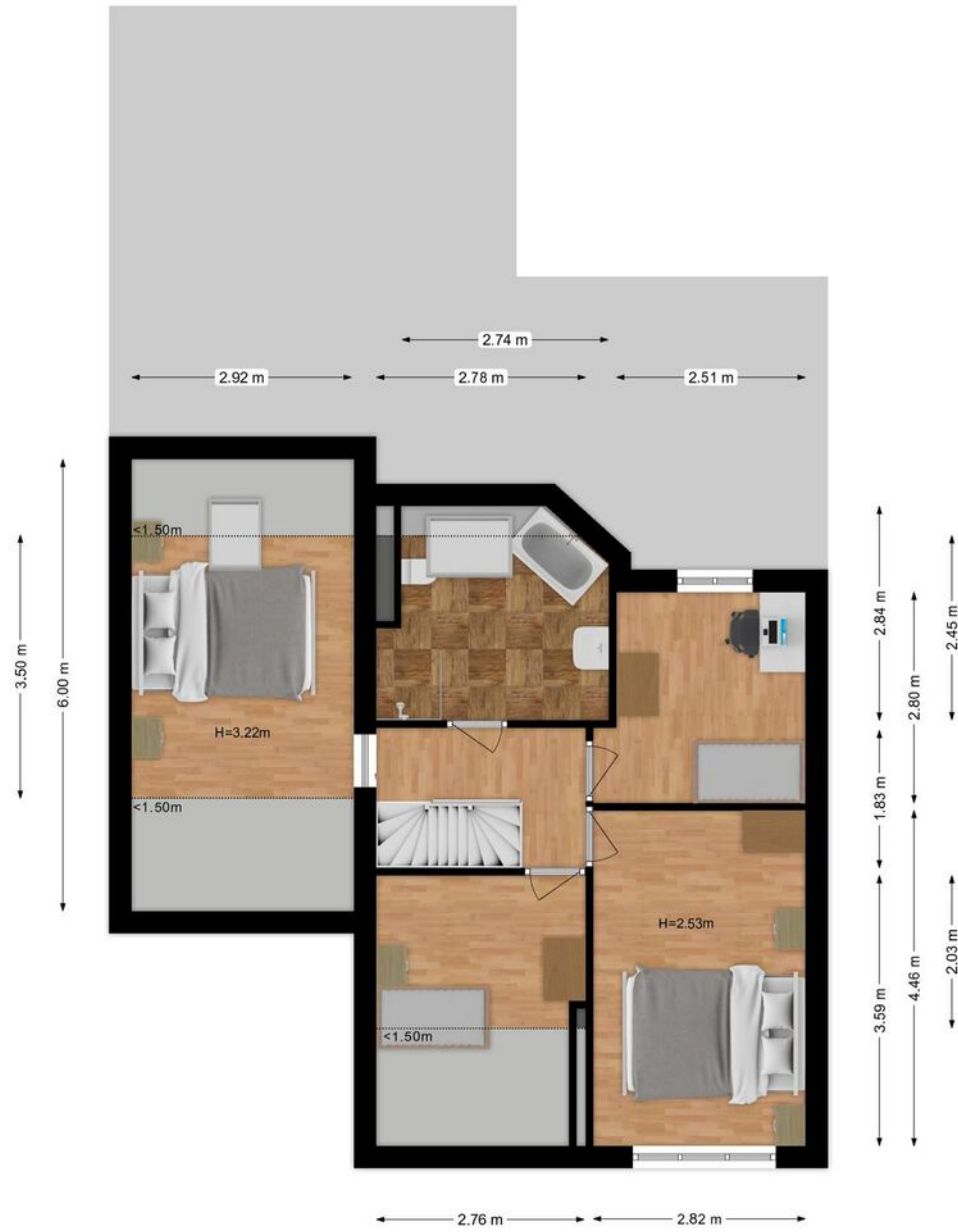 2.74 m
2.92 m
2.78 m
2.51 m
<1.50m
3.50 m
6.00 m
2.84 m
2.45 m
2.80 m
H=3.22m
<1.50m
1.83 m
H=2.53m
2.03 m
4.46 m
3.59 m
<1.50m
2.76 m
2.82 m